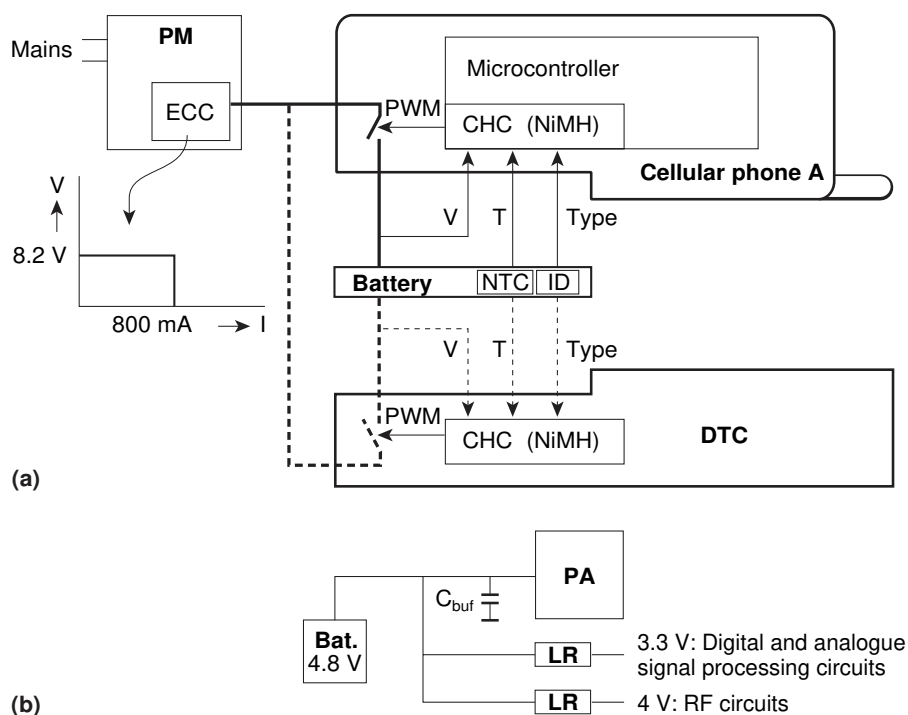 PM
Mains
ECC
V
8.2 V
800 mA
I
Microcontroller
PWM
CHC (NiMH)
Cellular phone A
V
T
Type
Battery
NTC
ID
V
T
Type
PWM
CHC (NiMH)
DTC
(a)
PA
Cbuf
Bat.
4.8 V
LR
3.3 V: Digital and analogue
signal processing circuits
LR
4 V: RF circuits
(b)